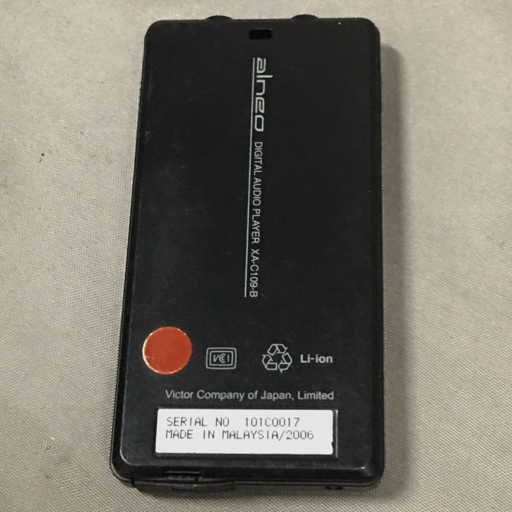 alneo
DIGITAL AUDIO PLAYER XA-C109-B
VCCI
Li-ion
Victor Company of Japan, Limited
SERIAL NO 101C0017
MADE IN MALAYSIA/2006